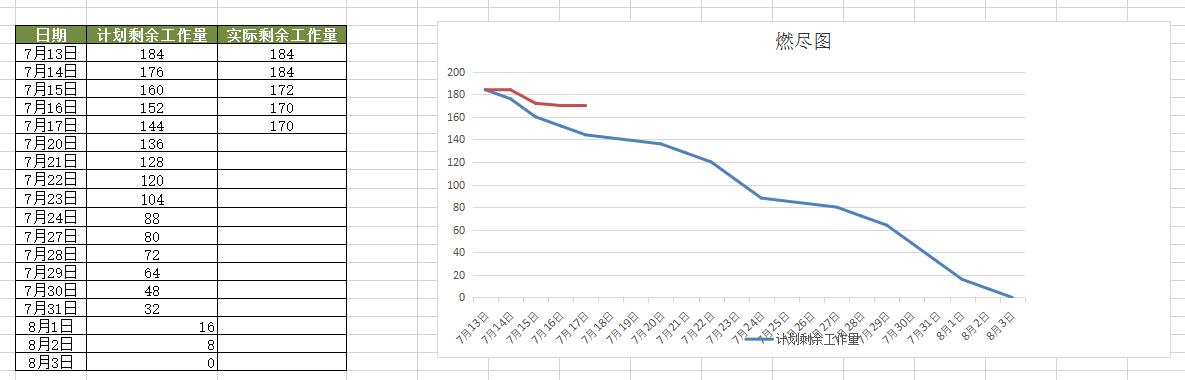 日期 计划剩余工作量 实际剩余工作量
7月13日 184 184
7月14日 176 184
7月15日 160 172
7月16日 152 170
7月17日 144 170
7月20日 136
7月21日 128
7月22日 120
7月23日 104
7月24日 88
7月27日 80
7月28日 72
7月29日 64
7月30日 48
7月31日 32
8月1日 16
8月2日 8
8月3日 0
燃尽图
200
180
160
140
120
100
80
60
40
20
0
7月13日 7月14日 7月15日 7月16日 7月17日 7月18日 7月19日 7月20日 7月21日 7月22日 7月23日 7月24日 7月25日 7月26日 7月27日 7月28日 7月29日 7月30日 7月31日 8月1日 8月2日 8月3日
计划剩余工作量